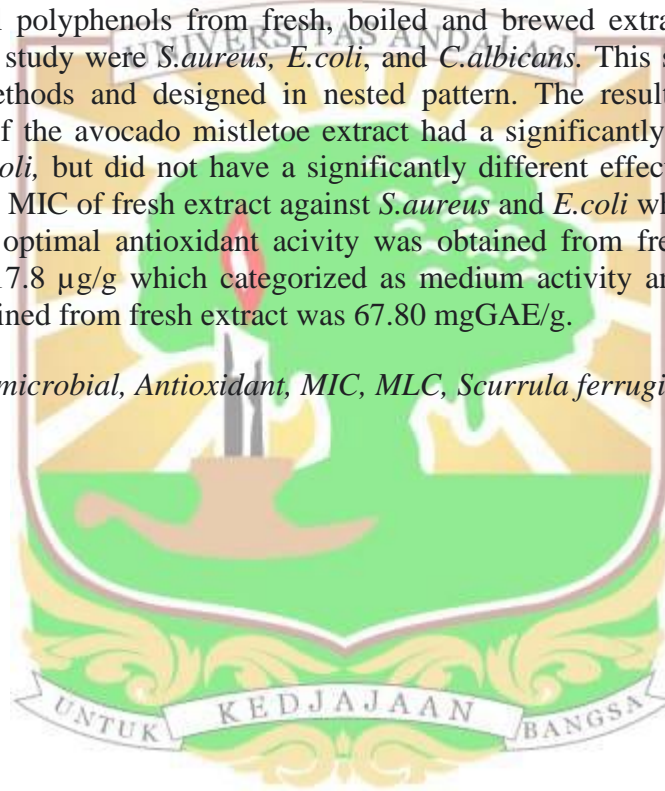 polyphenols from fresh, boiled and brewed extra
UNIVERSITAS ANDALAS
study were S.aureus, E.coli, and C.albicans. This s
ethods and designed in nested pattern. The result
of the avocado mistletoe extract had a significantly
oli, but did not have a significantly different effec
MIC of fresh extract against S.aureus and E.coli wh
optimal antioxidant acivity was obtained from fre
17.8 µg/g which categorized as medium activity an
ined from fresh extract was 67.80 mgGAE/g.
microbial, Antioxidant, MIC, MLC, Scurrula ferrugi
UNTUK KEDJAJAAN BANGSA